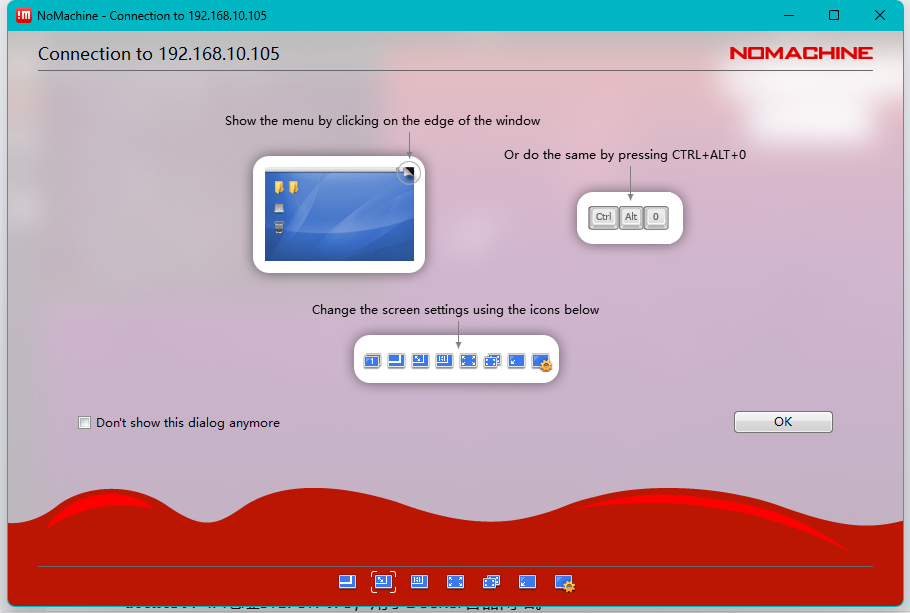 NoMachine - Connection to 192.168.10.105
Connection to 192.168.10.105
NOMACHINE
Show the menu by clicking on the edge of the window
Or do the same by pressing CTRL+ALT+0
Ctrl Alt 0
Change the screen settings using the icons below
1
Don't show this dialog anymore
OK